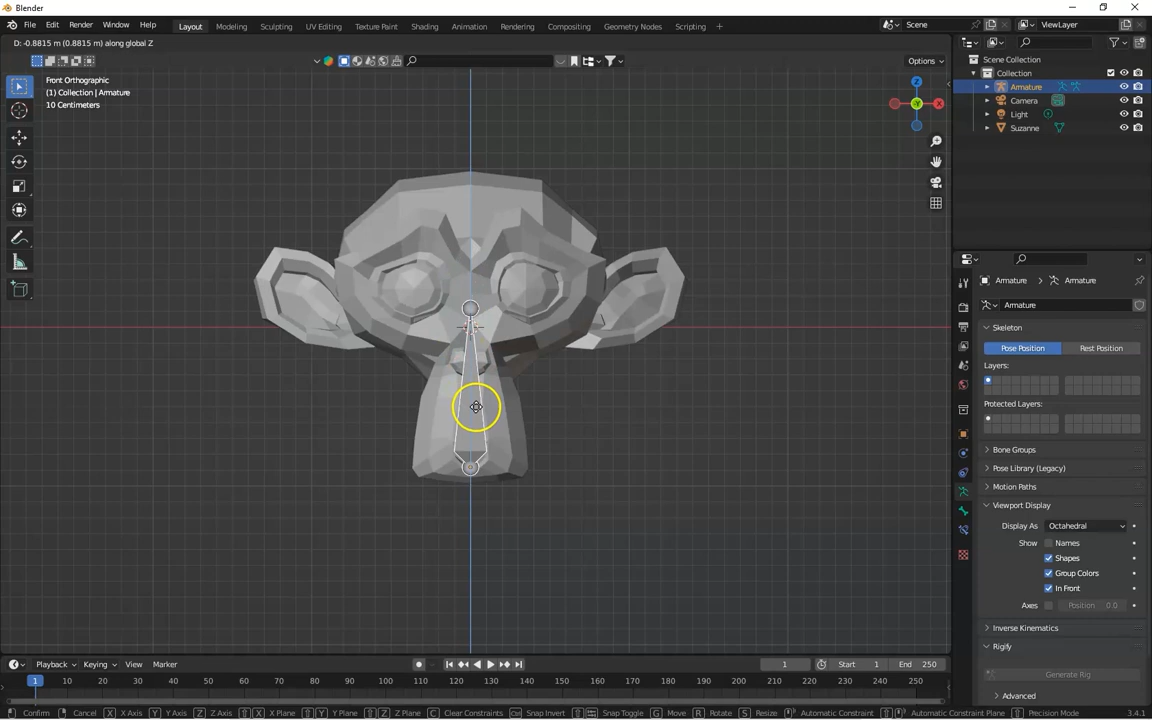 Blender
File Edit Render Window Help
Layout Modeling Sculpting UV Editing Texture Paint Shading Animation Rendering Compositing Geometry Nodes Scripting +
Scene
ViewLayer
D: -0.8815 m (0.8815 m) along global Z
Options
Front Orthographic
(1) Collection | Armature
10 Centimeters
Z
-Y
X
Scene Collection
Collection
Armature
Camera
Light
Suzanne
Armature > Armature
Armature
Skeleton
Pose Position Rest Position
Layers:
Protected Layers:
Bone Groups
Pose Library (Legacy)
Motion Paths
Viewport Display
Display As Octahedral
Show Names
Shapes
Group Colors
In Front
Axes Position 0.0
Inverse Kinematics
Rigify
Generate Rig
Advanced
Playback Keying View Marker
1
Start 1 End 250
1 10 20 30 40 50 60 70 80 90 100 110 120 130 140 150 160 170 180 190 200 210 220 230 240 250
Confirm Cancel X X Axis Y Y Axis Z Z Axis X X Plane Y Y Plane Z Z Plane C Clear Constraints Snap Invert Snap Toggle G Move R Rotate S Resize Automatic Constraint Automatic Constraint Plane Precision Mode 3.4.1